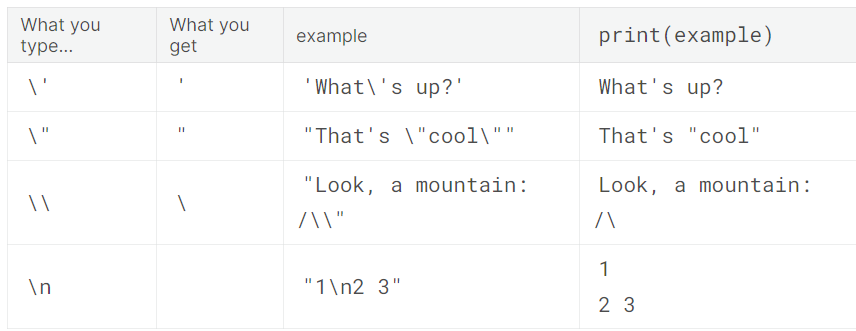 What you type...
What you get
example
print(example)
\'
'
'What\'s up?'
What's up?
\"
"
"That's \"cool\""
That's "cool"
\\
\
"Look, a mountain:
/\\"
Look, a mountain:
/\
\n
"1\n2 3"
1
2 3